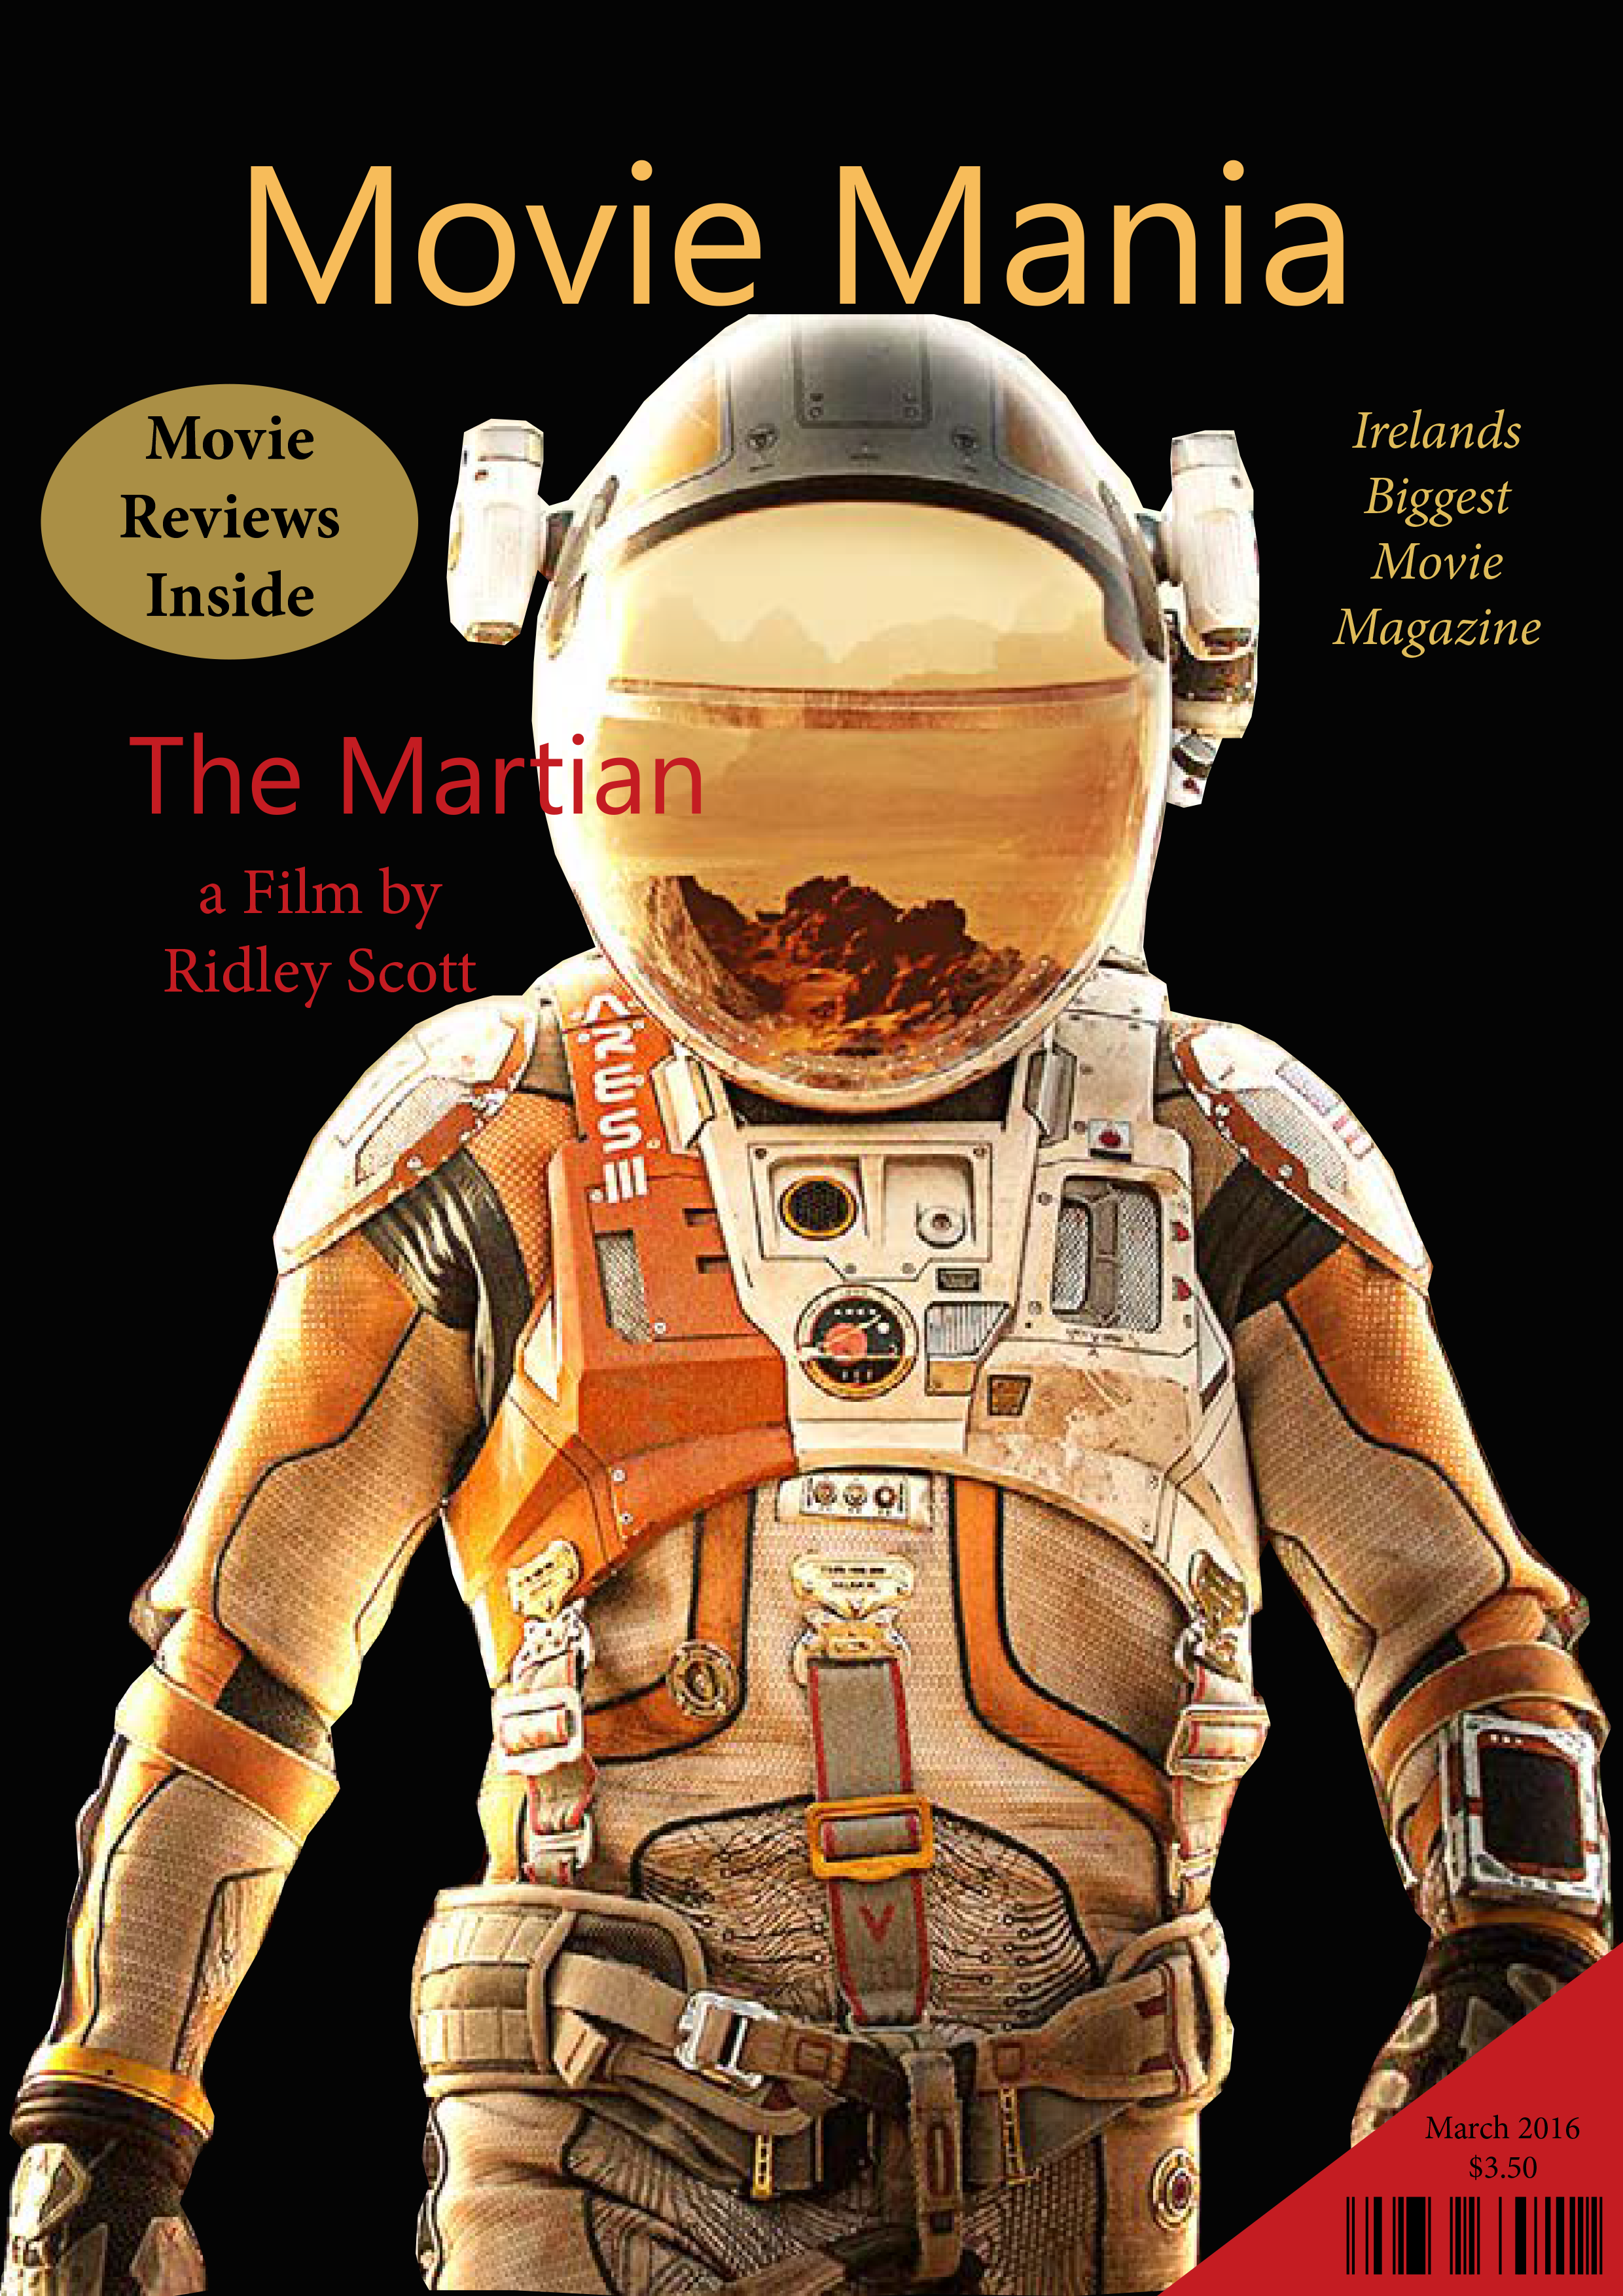 Movie Mania
Movie
Reviews
Inside
Irelands
Biggest
Movie
Magazine
The Martian
a Film by
Ridley Scott
ARES III
March 2016
$3.50